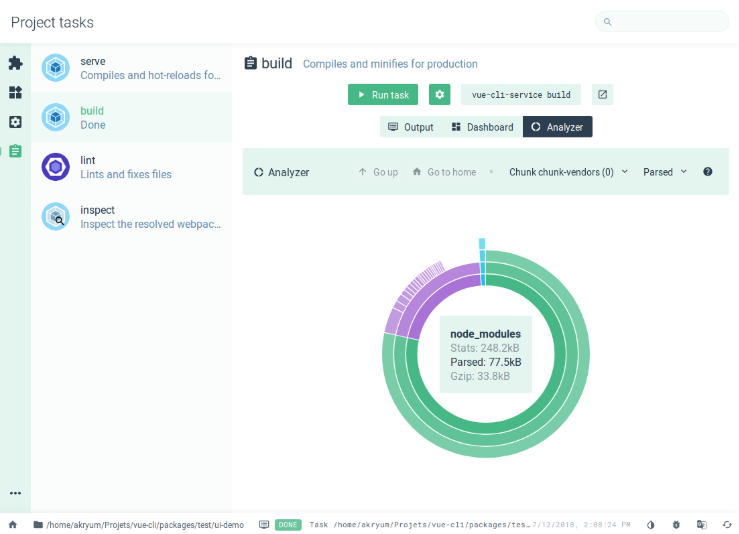 Project tasks
serve
Compiles and hot-reloads fo...
build
Done
lint
Lints and fixes files
inspect
Inspect the resolved webpac...
build Compiles and minifies for production
Run task vue-cli-service build
Output Dashboard Analyzer
Analyzer Go up Go to home Chunk chunk-vendors (0) Parsed ?
node_modules
Stats: 248.2kB
Parsed: 77.5kB
Gzip: 33.8kB
/home/akryum/Projets/vue-cli/packages/test/ui-demo DONE Task /home/akryum/Projets/vue-cli/packages/tes... 7/12/2018, 2:08:24 PM